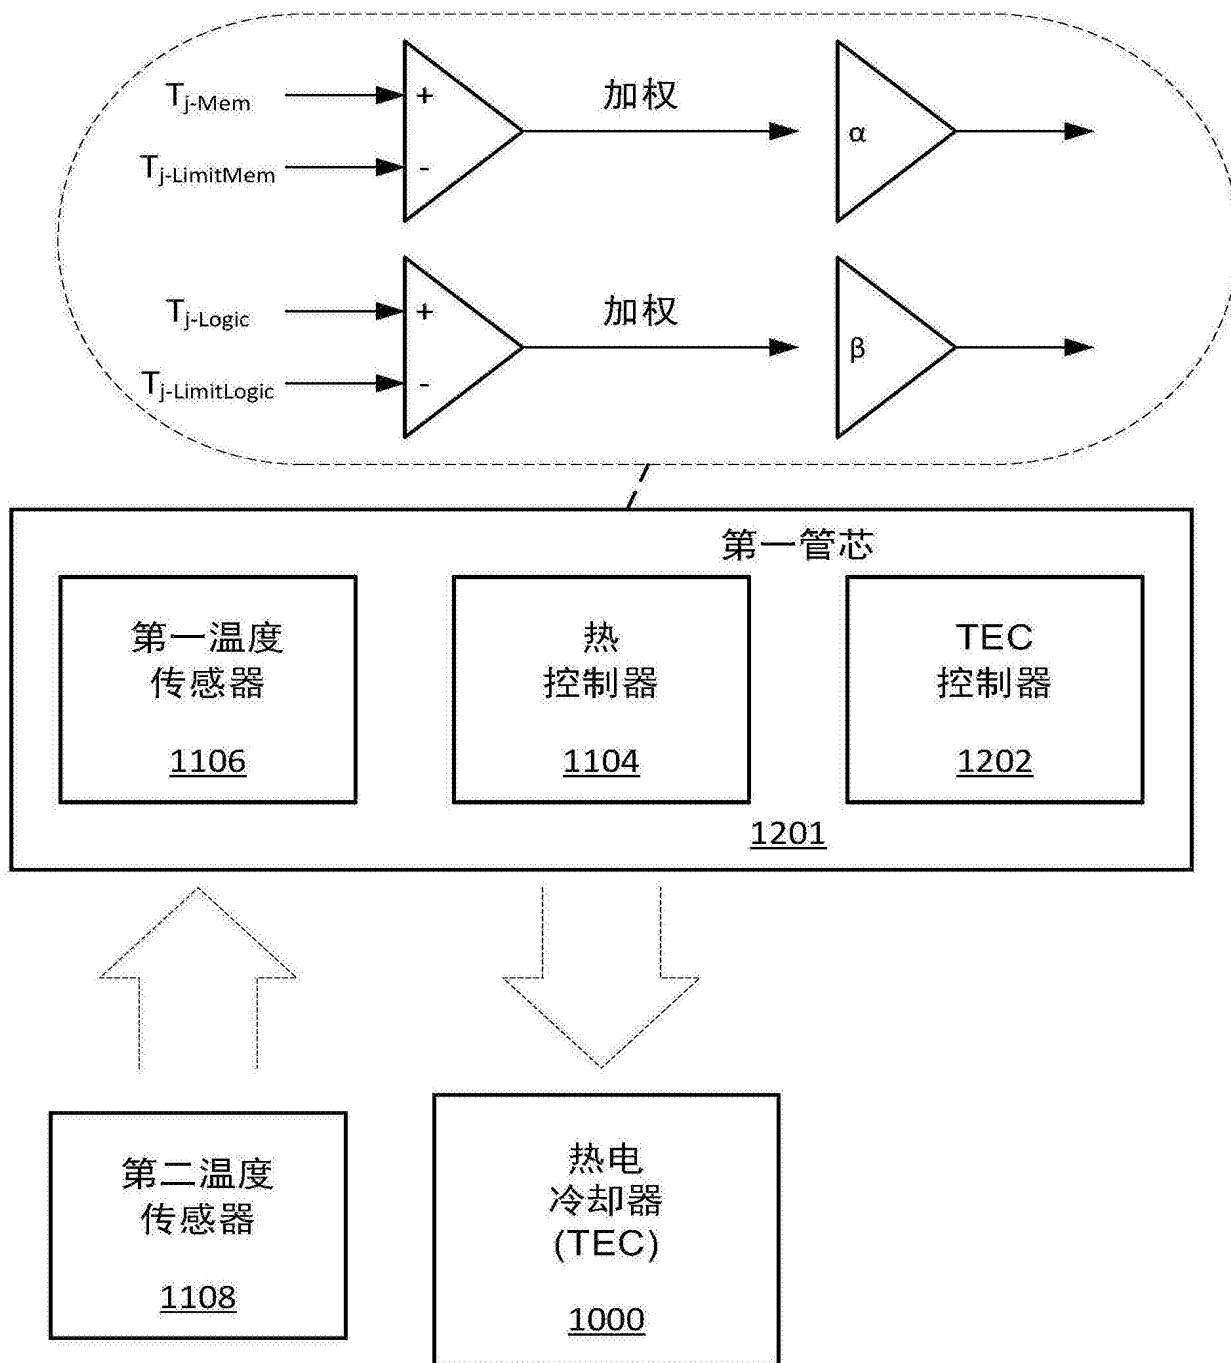 Tj-Mem
+
加权
α
Tj-LimitMem
-
Tj-Logic
+
加权
β
Tj-LimitLogic
-
第一管芯
第一温度
传感器
1106
热
控制器
1104
TEC
控制器
1202
1201
第二温度
传感器
1108
热电
冷却器
(TEC)
1000